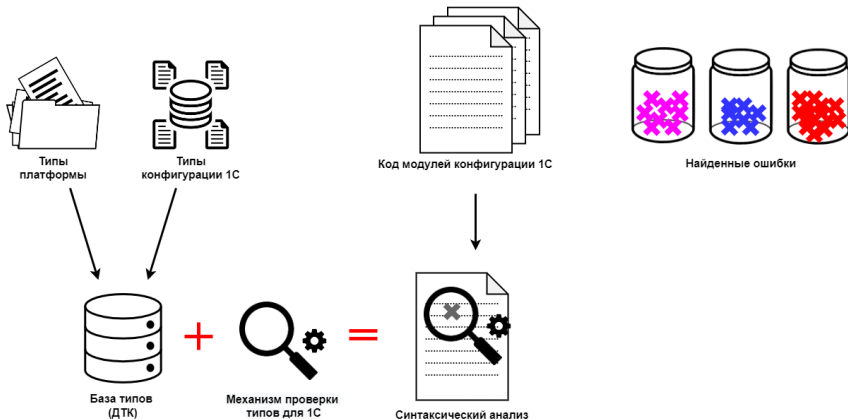 Типы
платформы
Типы
конфигурации 1С
Код модулей конфигурации 1С
Найденные ошибки
База типов
(ДТК)
Механизм проверки
типов для 1С
Синтаксический анализ